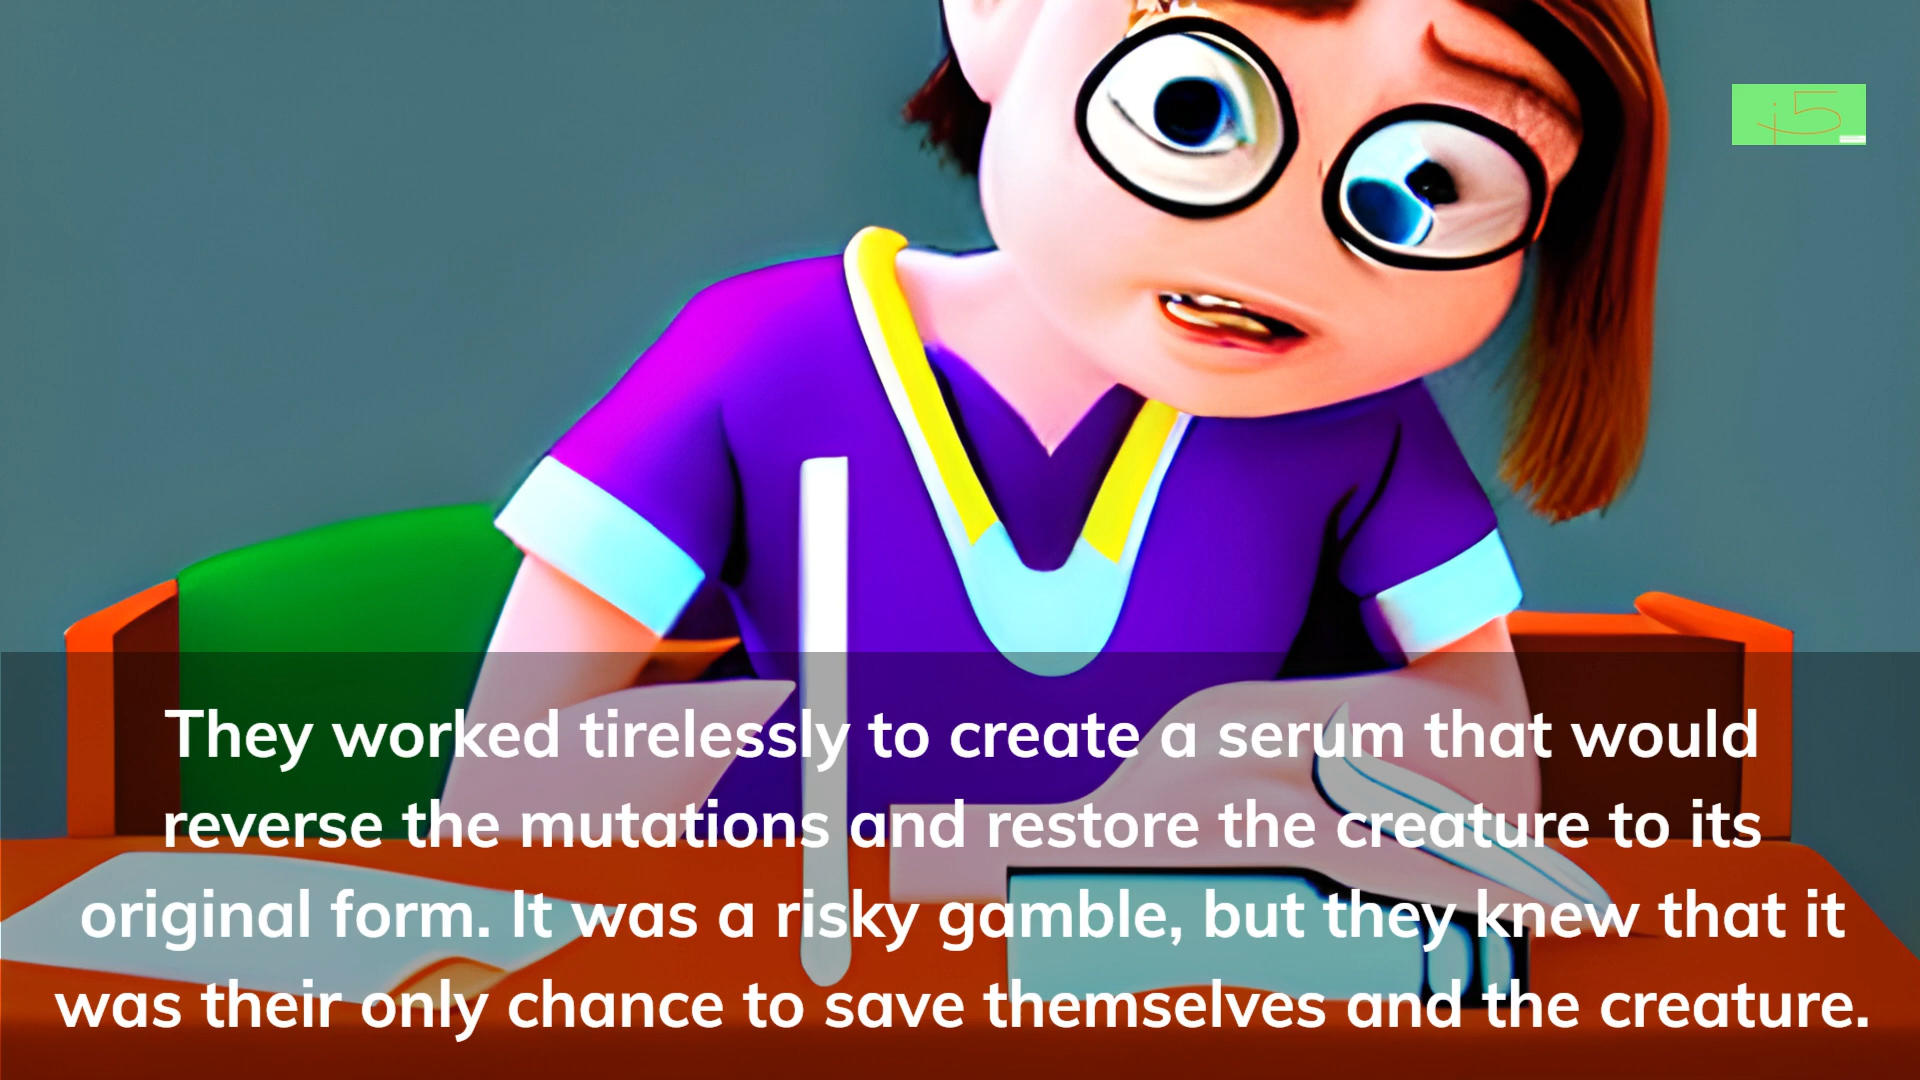 i5
They worked tirelessly to create a serum that would
reverse the mutations and restore the creature to its
original form. It was a risky gamble, but they knew that it
was their only chance to save themselves and the creature.